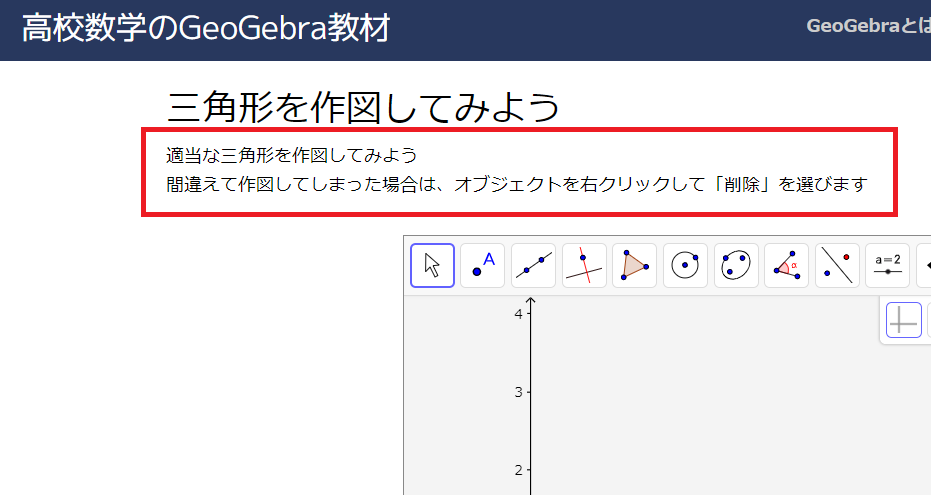 高校数学のGeoGebra教材
GeoGebraとは
三角形を作図してみよう
適当な三角形を作図してみよう
間違えて作図してしまった場合は、オブジェクトを右クリックして「削除」を選びます
A
α
a=2
4
3
2